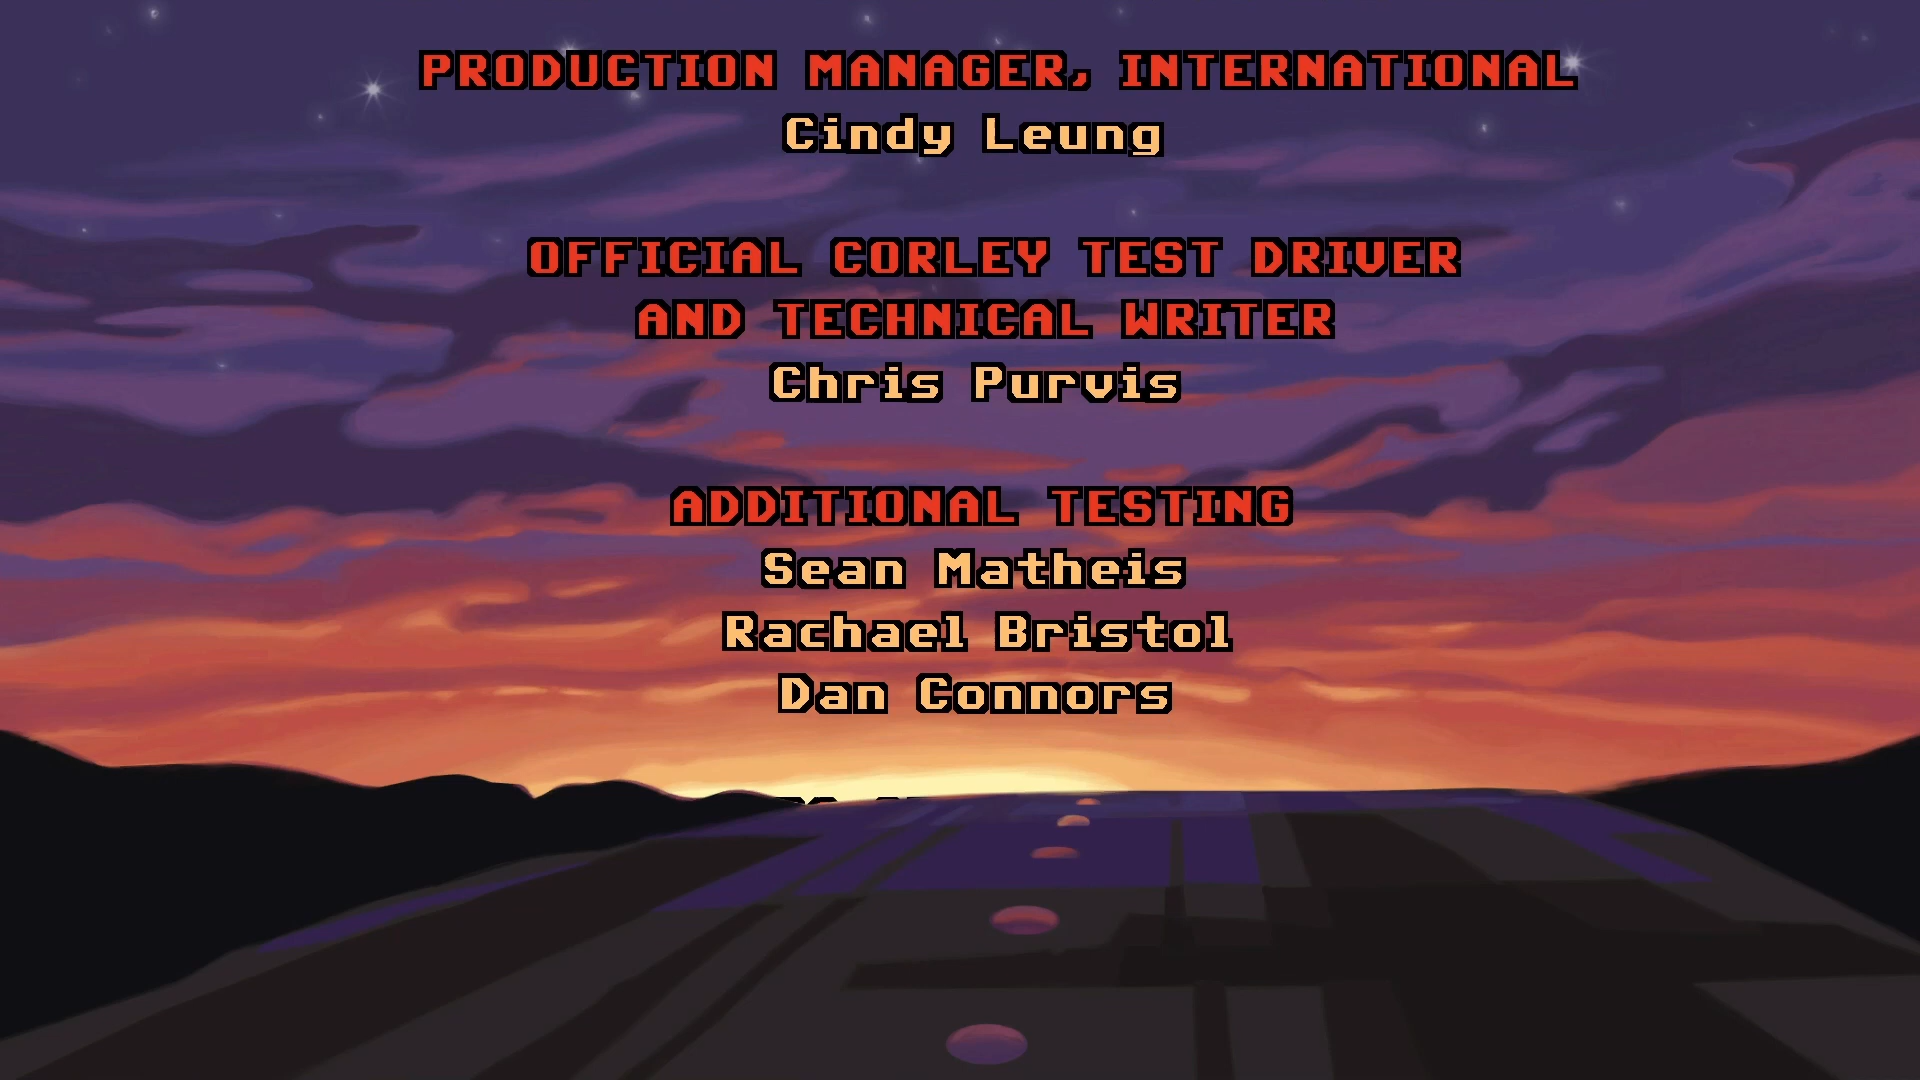 PRODUCTION MANAGER, INTERNATIONAL
Cindy Leung
OFFICIAL CORLEY TEST DRIVER
AND TECHNICAL WRITER
Chris Purvis
ADDITIONAL TESTING
Sean Matheis
Rachael Bristol
Dan Connors